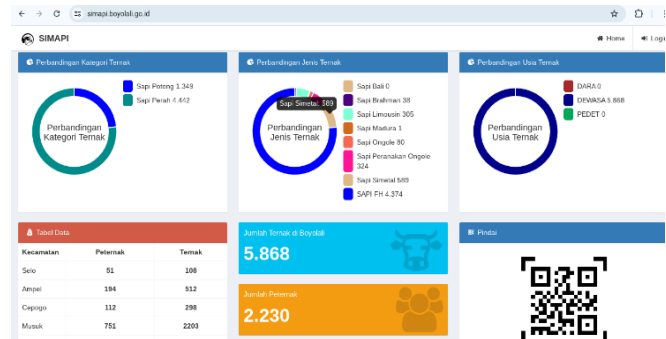 simapi.boyolali.go.id
SIMAPI
Home
Login
Perbandingan Kategori Ternak
Sapi Potong 1.349
Sapi Perah 4.442
Perbandingan
Kategori Ternak
Perbandingan Jenis Ternak
Sapi Simetal: 589
Perbandingan
Jenis Ternak
Sapi Bali 0
Sapi Brahman 38
Sapi Limousin 305
Sapi Madura 1
Sapi Ongole 80
Sapi Peranakan Ongole
324
Sapi Simetal 589
SAPI FH 4.374
Perbandingan Usia Ternak
Perbandingan
Usia Ternak
DARA 0
DEWASA 5.868
PEDET 0
Tabel Data
Kecamatan Peternak Ternak
Selo 51 108
Ampel 194 512
Cepogo 112 298
Musuk 751 2203
Jumlah Ternak di Boyolali
5.868
Jumlah Peternak
2.230
Pindai